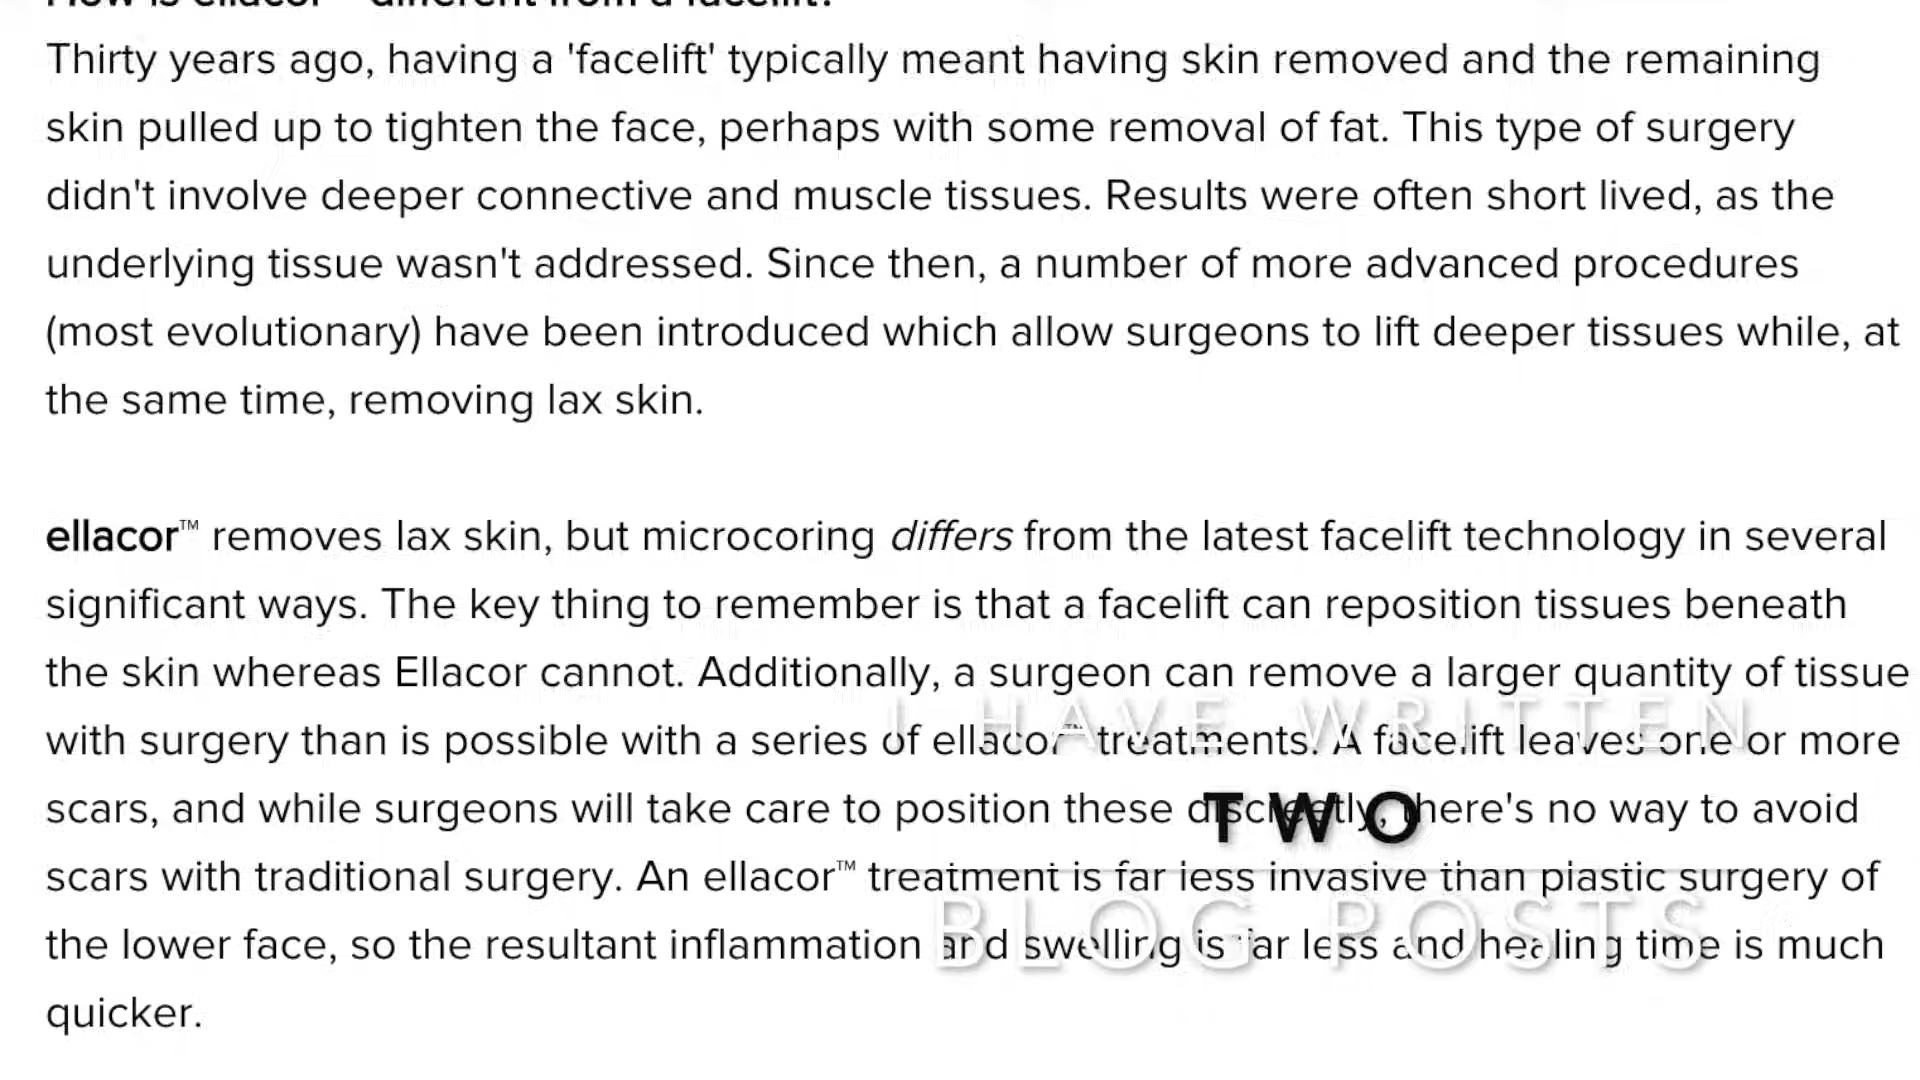 How is ellacor™ different from a facelift?
Thirty years ago, having a 'facelift' typically meant having skin removed and the remaining
skin pulled up to tighten the face, perhaps with some removal of fat. This type of surgery
didn't involve deeper connective and muscle tissues. Results were often short lived, as the
underlying tissue wasn't addressed. Since then, a number of more advanced procedures
(most evolutionary) have been introduced which allow surgeons to lift deeper tissues while, at
the same time, removing lax skin.
ellacor™ removes lax skin, but microcoring differs from the latest facelift technology in several
significant ways. The key thing to remember is that a facelift can reposition tissues beneath
the skin whereas Ellacor cannot. Additionally, a surgeon can remove a larger quantity of tissue
with surgery than is possible with a series of ellacor™ treatments. A facelift leaves one or more
scars, and while surgeons will take care to position these discreetly, there's no way to avoid
scars with traditional surgery. An ellacor™ treatment is far less invasive than plastic surgery of
the lower face, so the resultant inflammation and swelling is far less and healing time is much
quicker.
I HAVE WRITTEN
TWO
BLOG POSTS